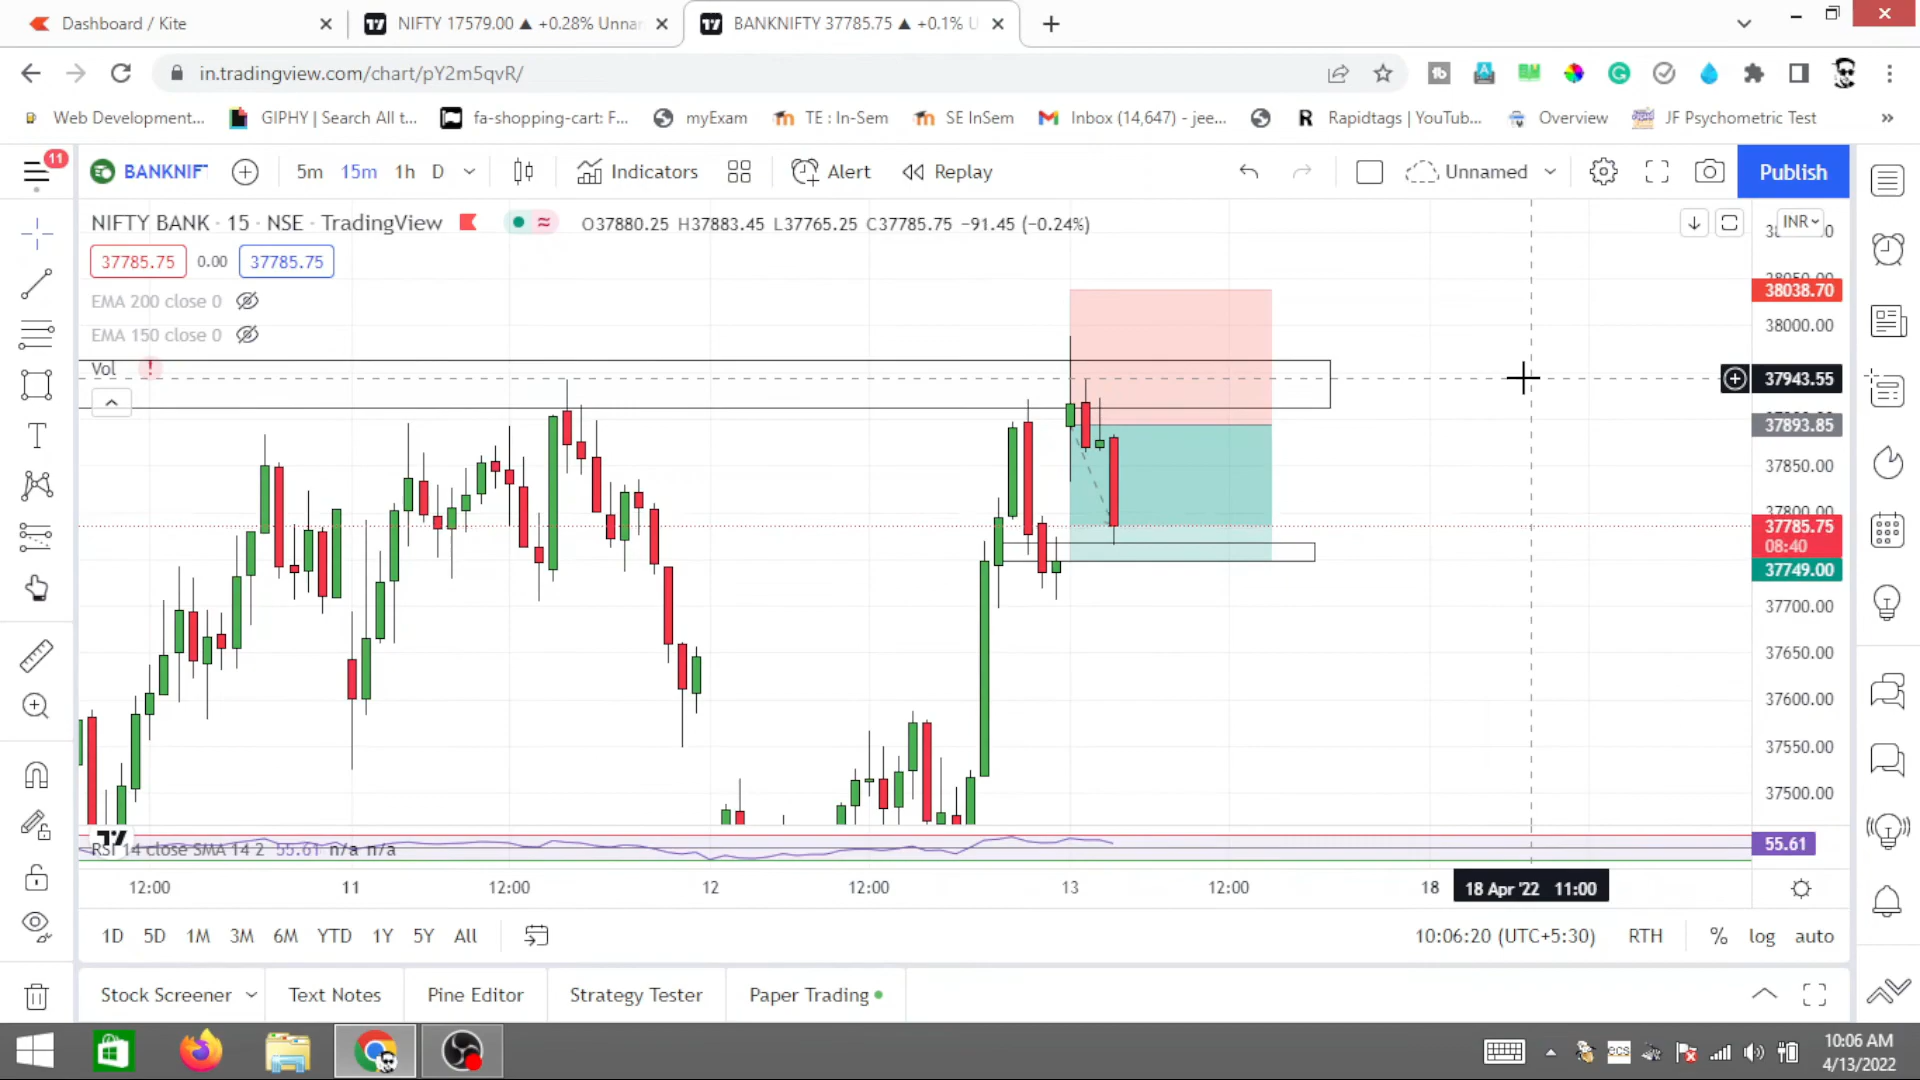 Dashboard / Kite
NIFTY 17579.00 ▲ +0.28% Unna
BANKNIFTY 37785.75 ▲ +0.1% U
in.tradingview.com/chart/pY2m5qvR/
Web Development...
GIPHY | Search All t...
fa-shopping-cart: F...
myExam
TE : In-Sem
SE InSem
Inbox (14,647) - jee...
Rapidtags | YouTub...
Overview
JF Psychometric Test
»
11
BANKNIF
5m 15m 1h D
Indicators
Alert
Replay
Unnamed
Publish
NIFTY BANK · 15 · NSE · TradingView
O37880.25 H37883.45 L37765.25 C37785.75 −91.45 (−0.24%)
INR
37785.75 0.00 37785.75
EMA 200 close 0
EMA 150 close 0
Vol !
38038.70
38000.00
37943.55
37893.85
37850.00
37800.00
37785.75
08:40
37749.00
37700.00
37650.00
37600.00
37550.00
37500.00
RSI 14 close SMA 14 2 55.61 n/a n/a
55.61
12:00 11 12:00 12 12:00 13 12:00 18 18 Apr '22 11:00
1D 5D 1M 3M 6M YTD 1Y 5Y All
10:06:20 (UTC+5:30) RTH % log auto
Stock Screener Text Notes Pine Editor Strategy Tester Paper Trading
ecs
10:06 AM
4/13/2022